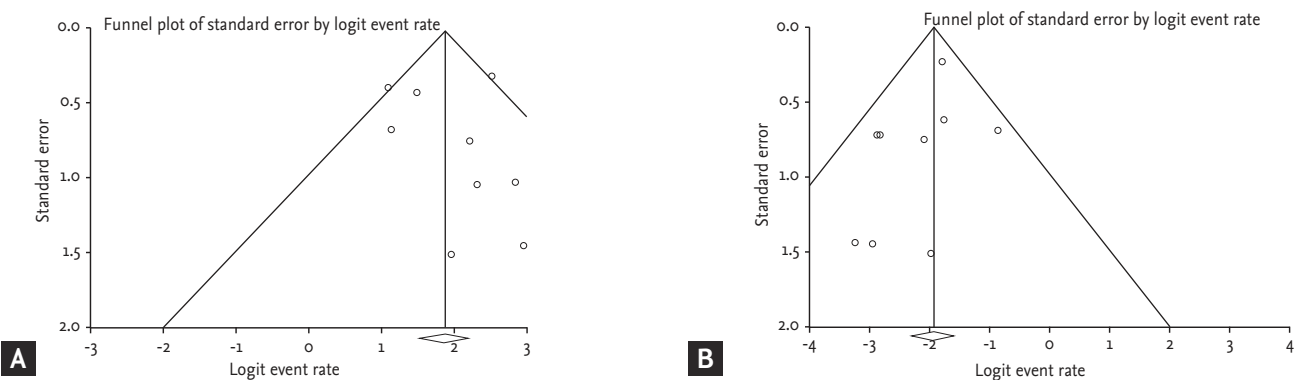 Funnel plot of standard error by logit event rate
0.0
0.5
1.0
1.5
2.0
Standard error
-3 -2 -1 0 1 2 3
Logit event rate
A
Funnel plot of standard error by logit event rate
0.0
0.5
1.0
1.5
2.0
Standard error
-4 -3 -2 -1 0 1 2 3 4
Logit event rate
B